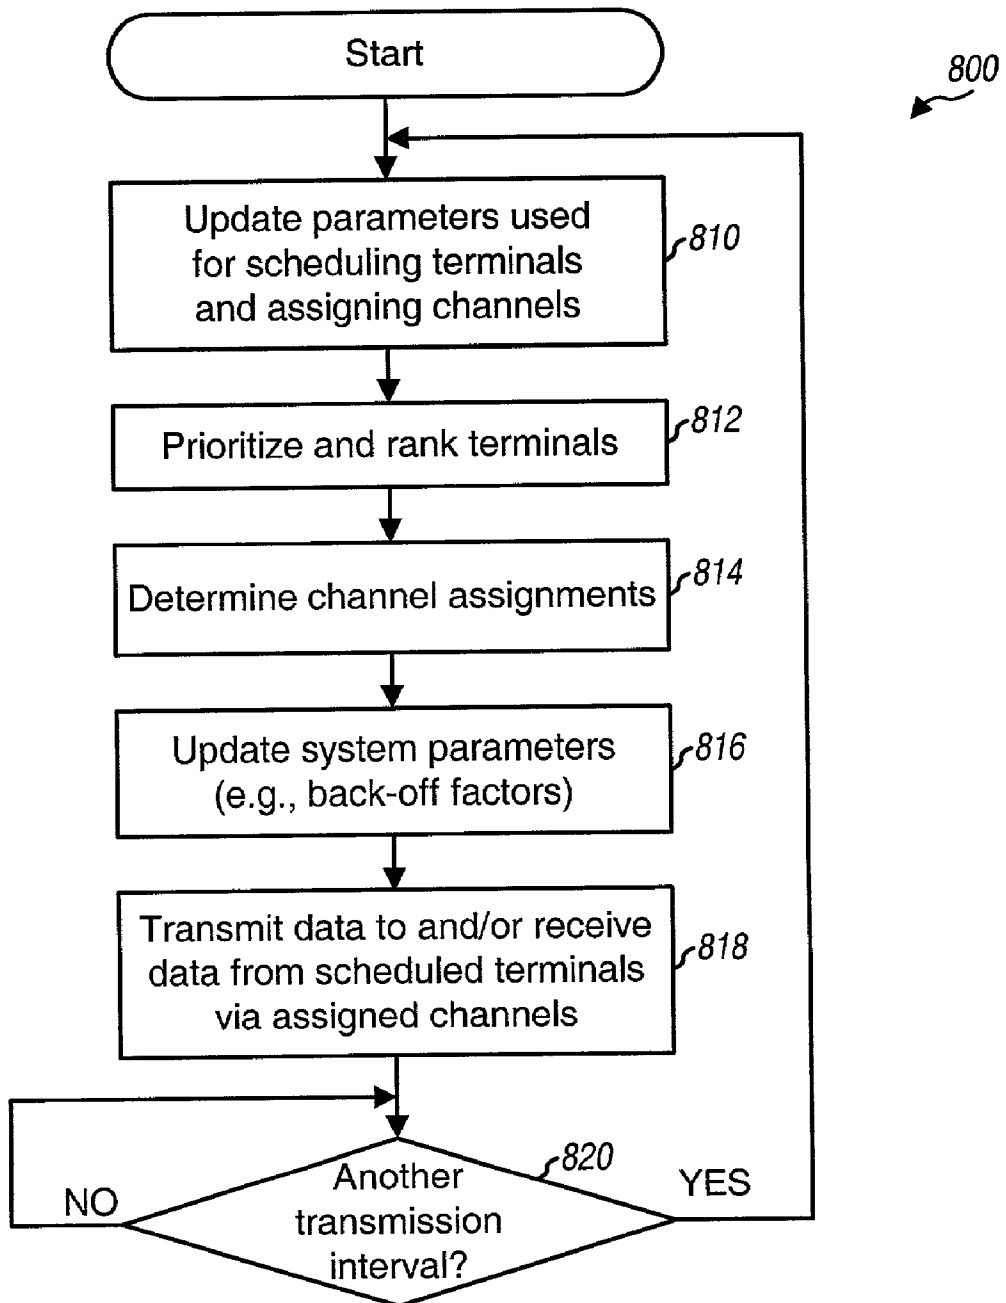 Start
800
Update parameters used
for scheduling terminals
and assigning channels
810
Prioritize and rank terminals
812
Determine channel assignments
814
Update system parameters
(e.g., back-off factors)
816
Transmit data to and/or receive
data from scheduled terminals
via assigned channels
818
820
Another
transmission
interval?
NO
YES